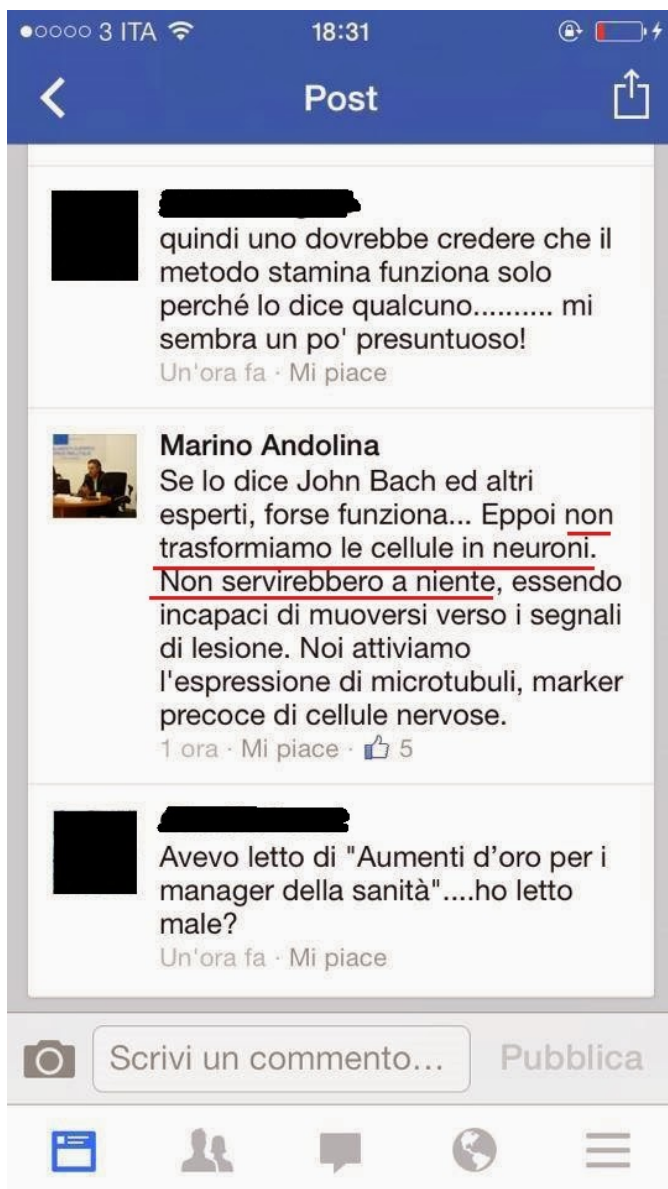 3 ITA
18:31
Post
quindi uno dovrebbe credere che il
metodo stamina funziona solo
perché lo dice qualcuno.......... mi
sembra un po' presuntuoso!
Un'ora fa · Mi piace
Marino Andolina
Se lo dice John Bach ed altri
esperti, forse funziona... Eppoi non
trasformiamo le cellule in neuroni.
Non servirebbero a niente, essendo
incapaci di muoversi verso i segnali
di lesione. Noi attiviamo
l'espressione di microtubuli, marker
precoce di cellule nervose.
1 ora · Mi piace · 5
Avevo letto di "Aumenti d’oro per i
manager della sanità"....ho letto
male?
Un'ora fa · Mi piace
Scrivi un commento...
Pubblica